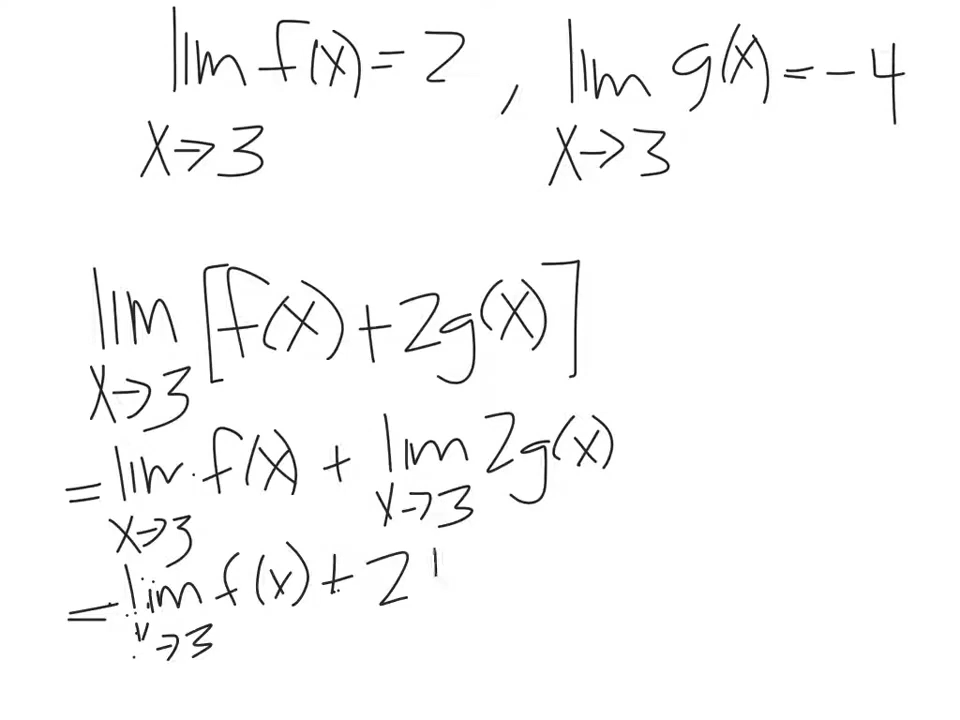 lim f(x) = 2 , lim g(x) = -4
x→3 x→3
lim [f(x) + 2g(x)]
x→3
= lim f(x) + lim 2g(x)
x→3 x→3
= lim f(x) + 2
x→3